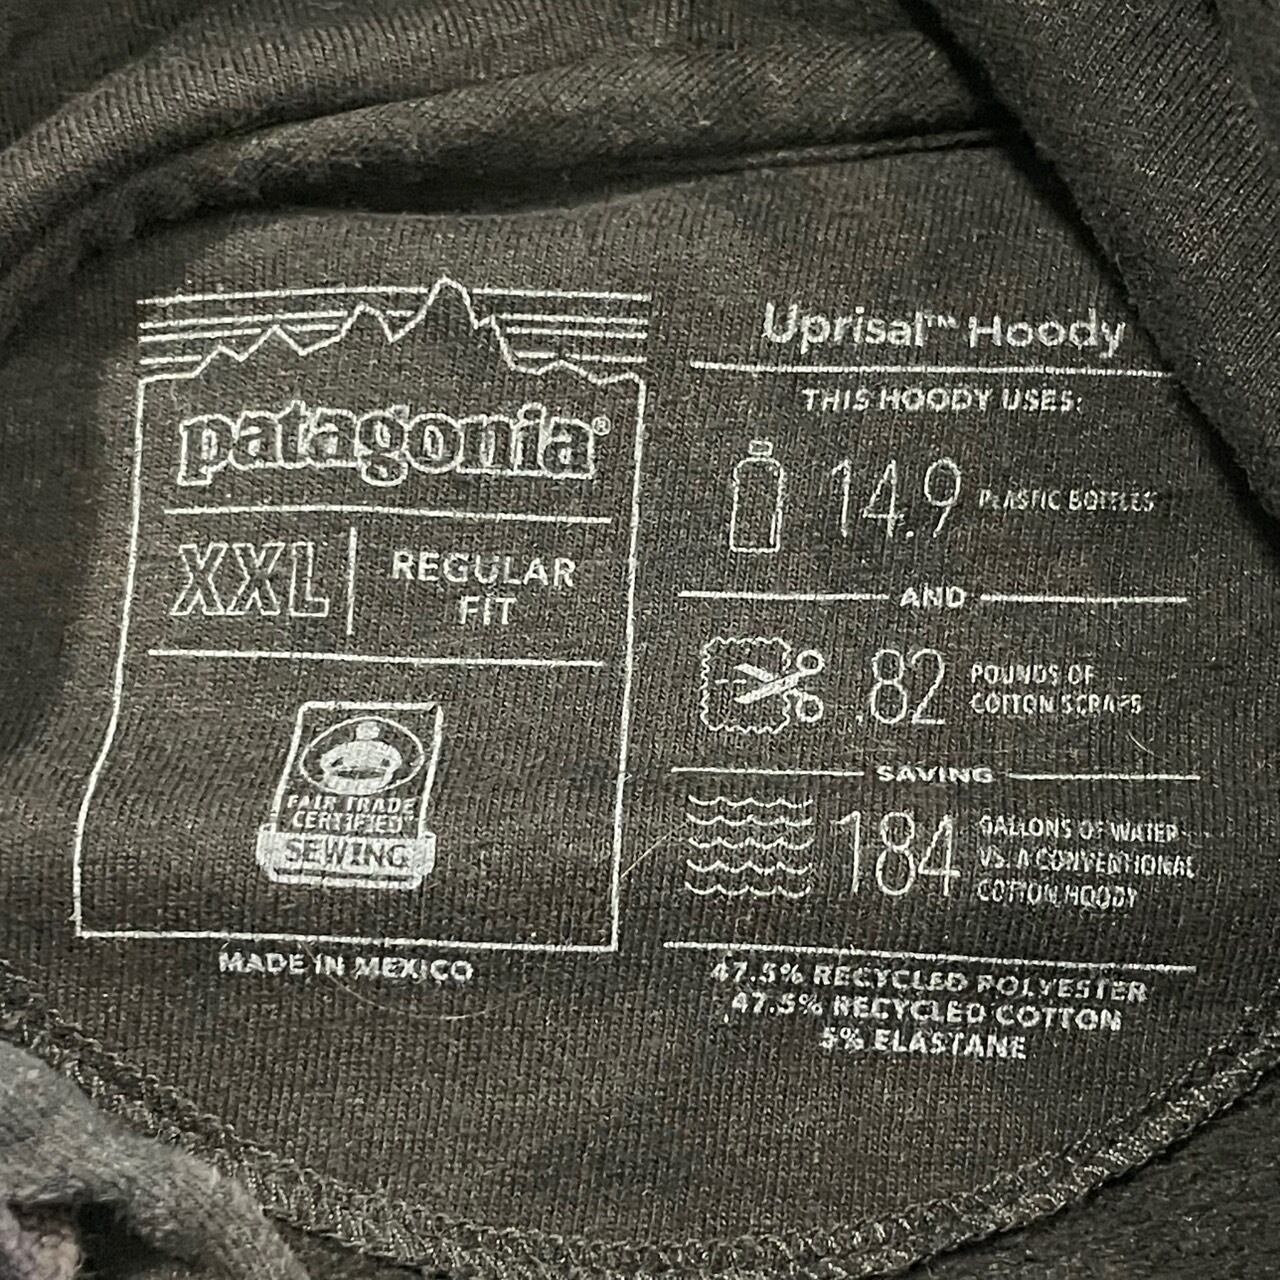 patagonia®
XXL
REGULAR
FIT
FAIR TRADE
CERTIFIED™
SEWING
MADE IN MEXICO
Uprisal™ Hoody
THIS HOODY USES:
14.9 PLASTIC BOTTLES
AND
.82 POUNDS OF
COTTON SCRAPS
SAVING
184 GALLONS OF WATER
VS. A CONVENTIONAL
COTTON HOODY
47.5% RECYCLED POLYESTER
47.5% RECYCLED COTTON
5% ELASTANE